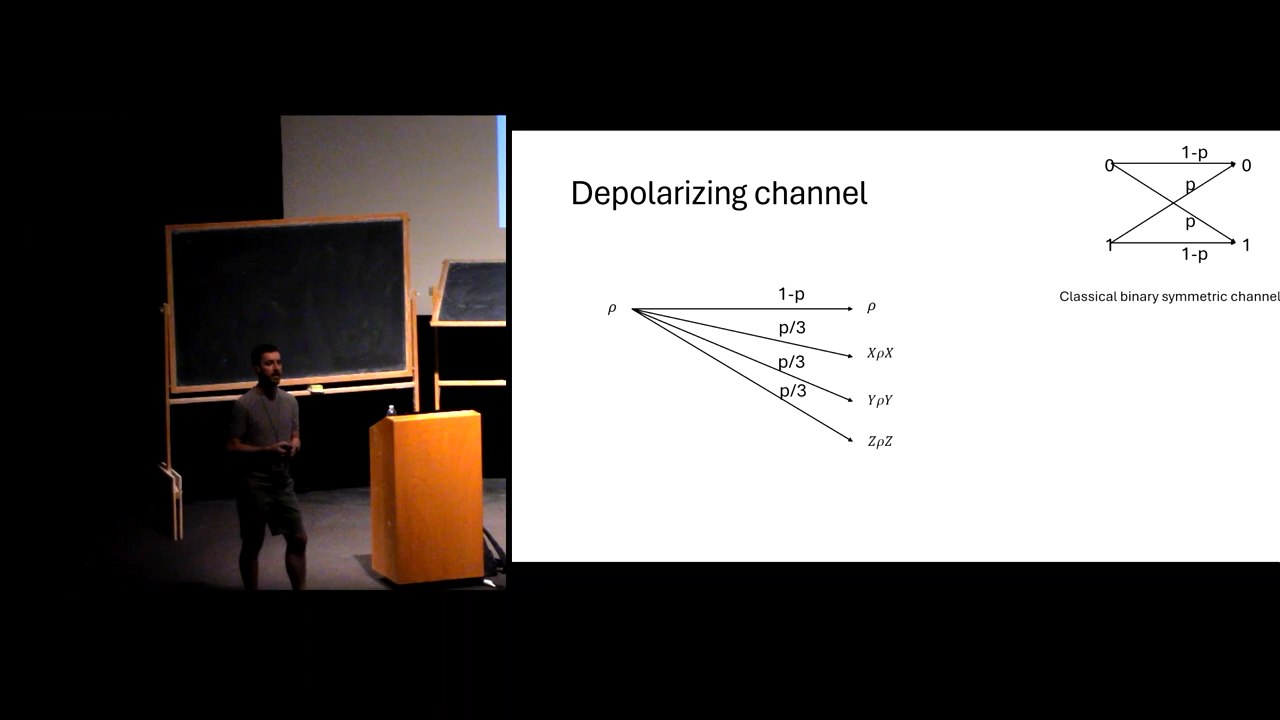 Depolarizing channel
0
1-p
0
p
p
1
1-p
1
Classical binary symmetric channel
ρ
1-p
ρ
p/3
XρX
p/3
YρY
p/3
ZρZ